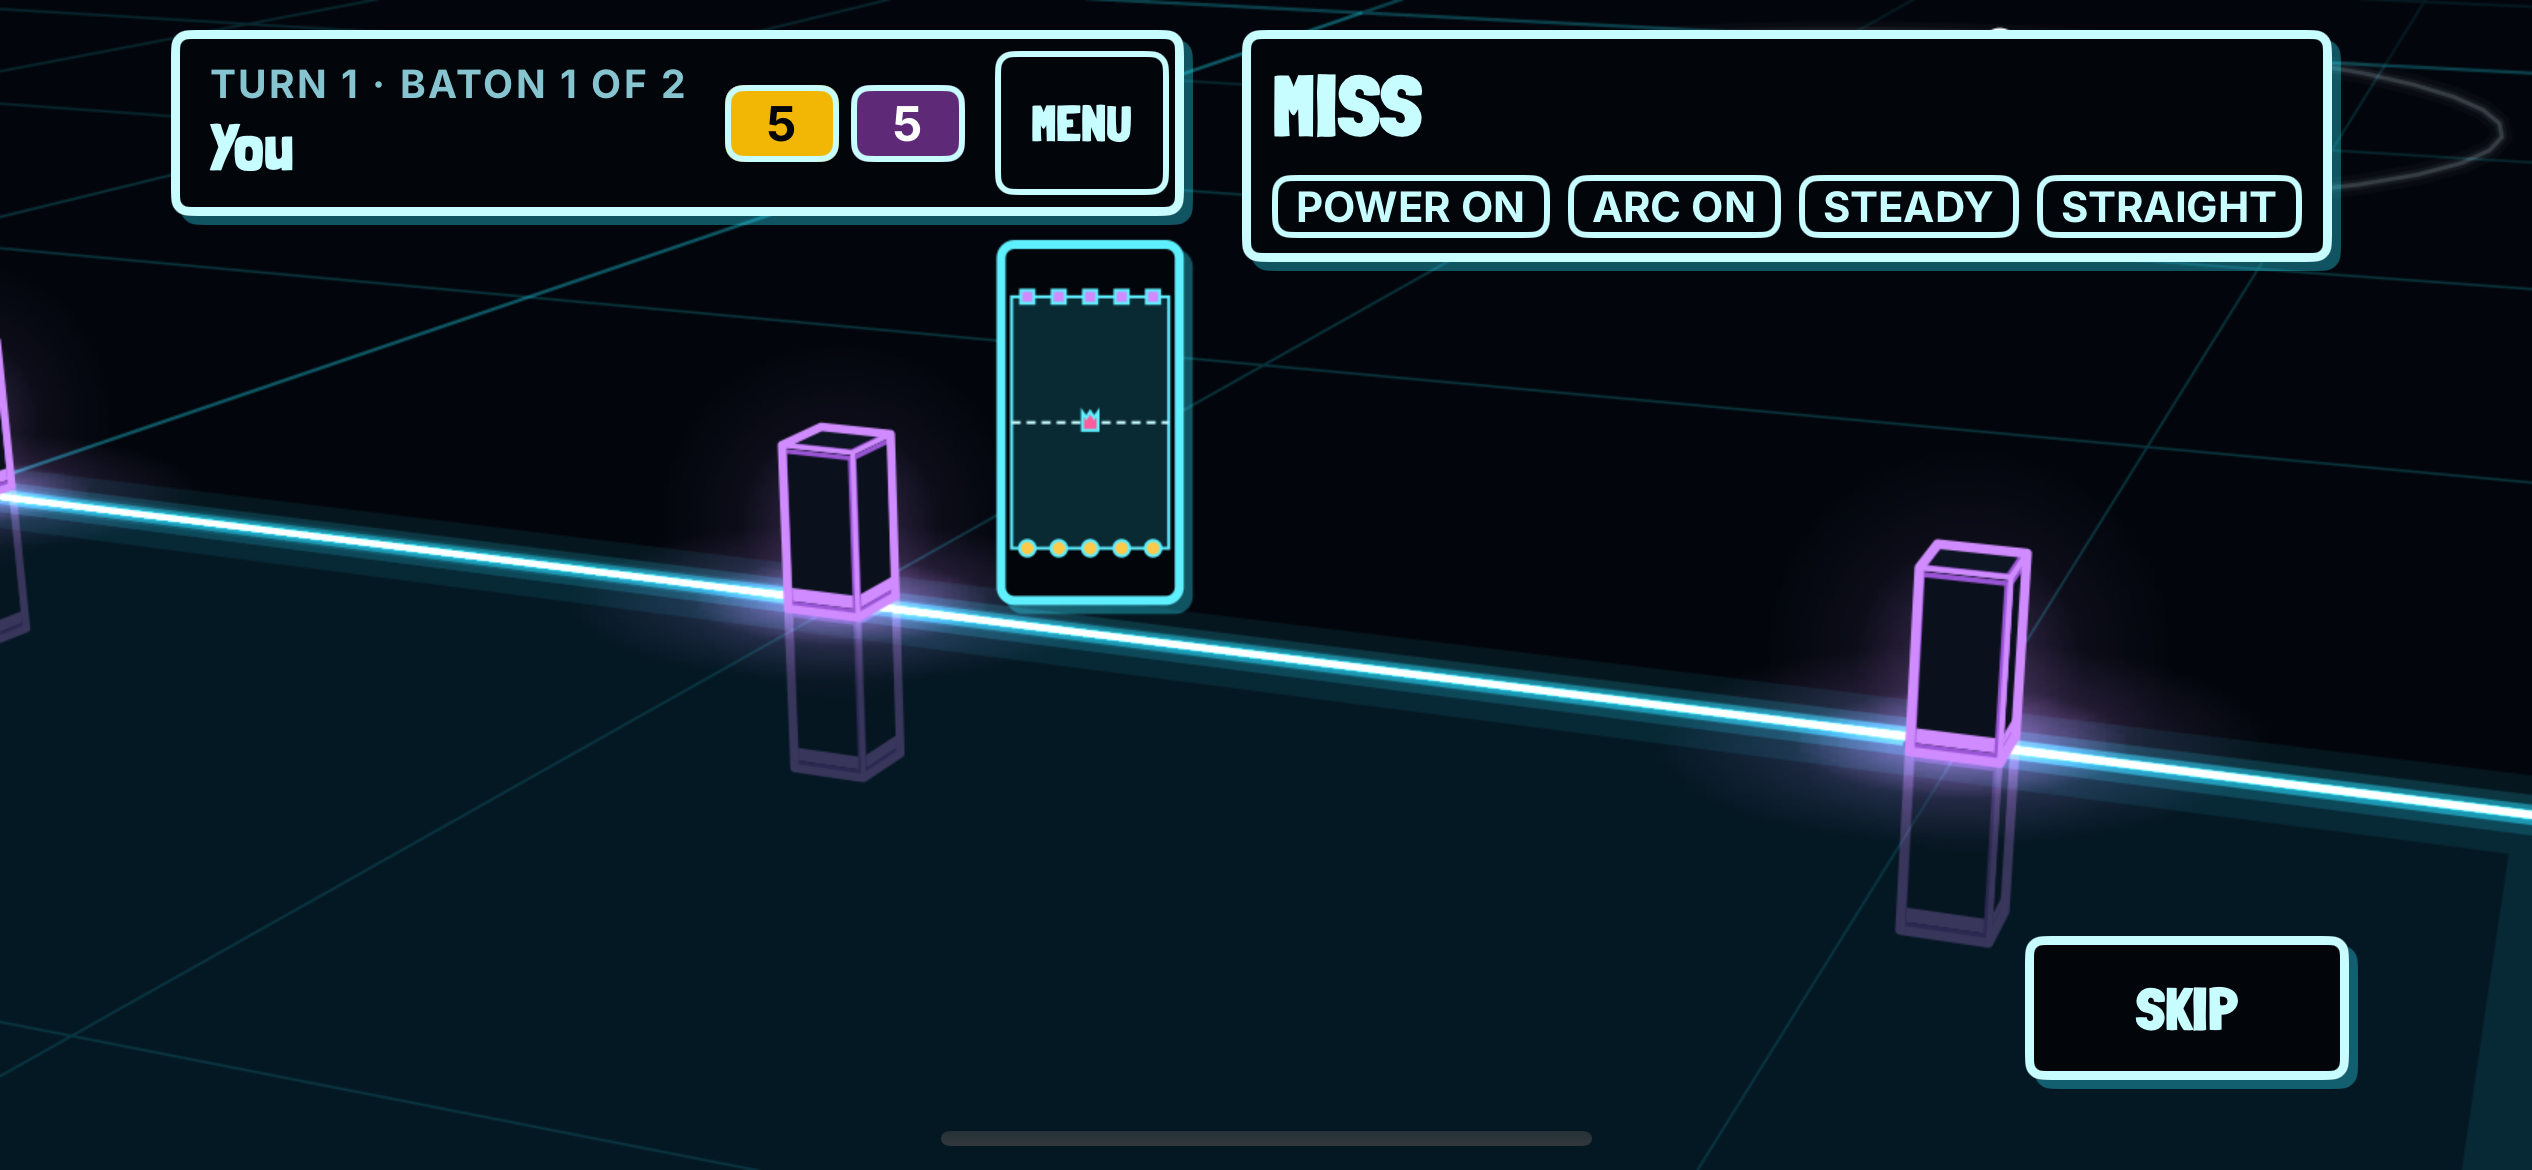 TURN 1 · BATON 1 OF 2
You
5 5
MENU
MISS
POWER ON ARC ON STEADY STRAIGHT
SKIP